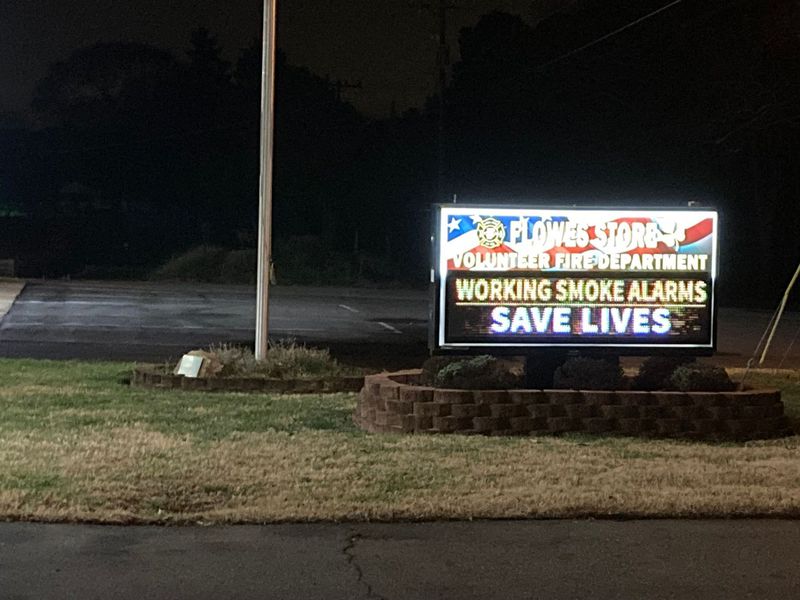 FLOWES STORE
VOLUNTEER FIRE DEPARTMENT
WORKING SMOKE ALARMS
SAVE LIVES